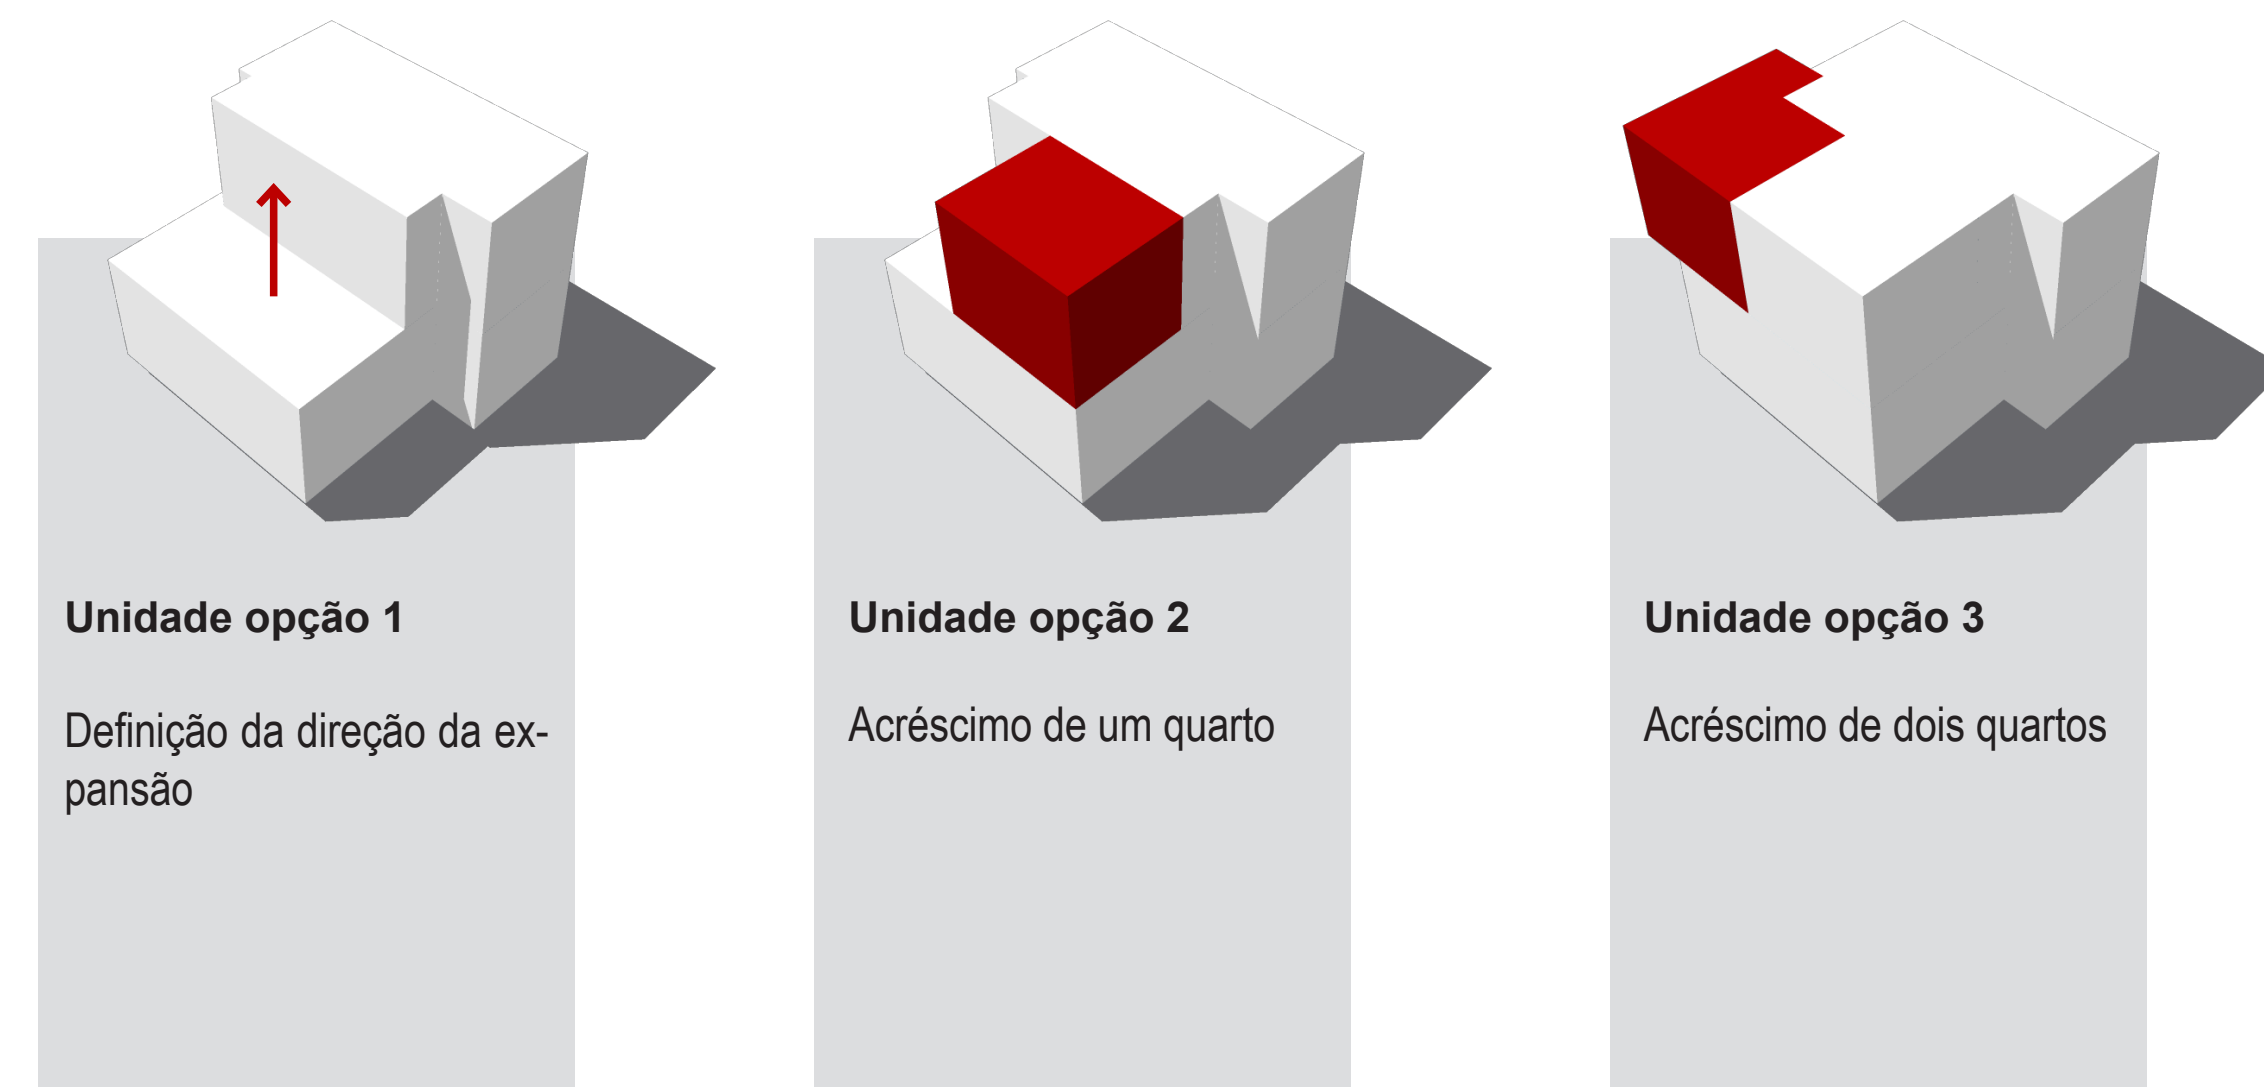 Unidade opção 1
Definição da direção da ex-
pansão
Unidade opção 2
Acréscimo de um quarto
Unidade opção 3
Acréscimo de dois quartos